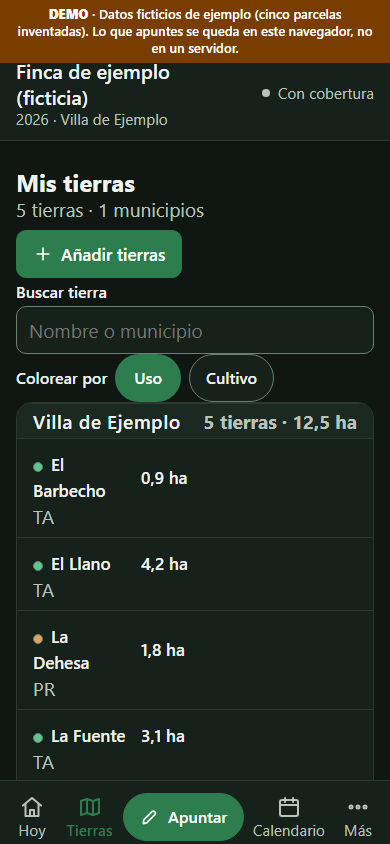 DEMO · Datos ficticios de ejemplo (cinco parcelas
inventadas). Lo que apuntes se queda en este navegador, no
en un servidor.
Finca de ejemplo
(ficticia)
2026 · Villa de Ejemplo
Con cobertura
Mis tierras
5 tierras · 1 municipios
+ Añadir tierras
Buscar tierra
Nombre o municipio
Colorear por Uso Cultivo
Villa de Ejemplo 5 tierras · 12,5 ha
El
Barbecho
0,9 ha
TA
El Llano 4,2 ha
TA
La
Dehesa
1,8 ha
PR
La Fuente 3,1 ha
TA
Hoy Tierras Apuntar Calendario Más